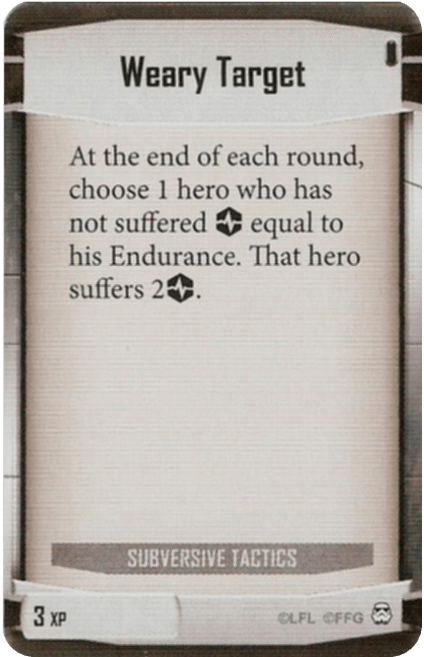 Weary Target
At the end of each round,
choose 1 hero who has
not suffered equal to
his Endurance. That hero
suffers 2.
SUBVERSIVE TACTICS
3 XP
©LFL ©FFG